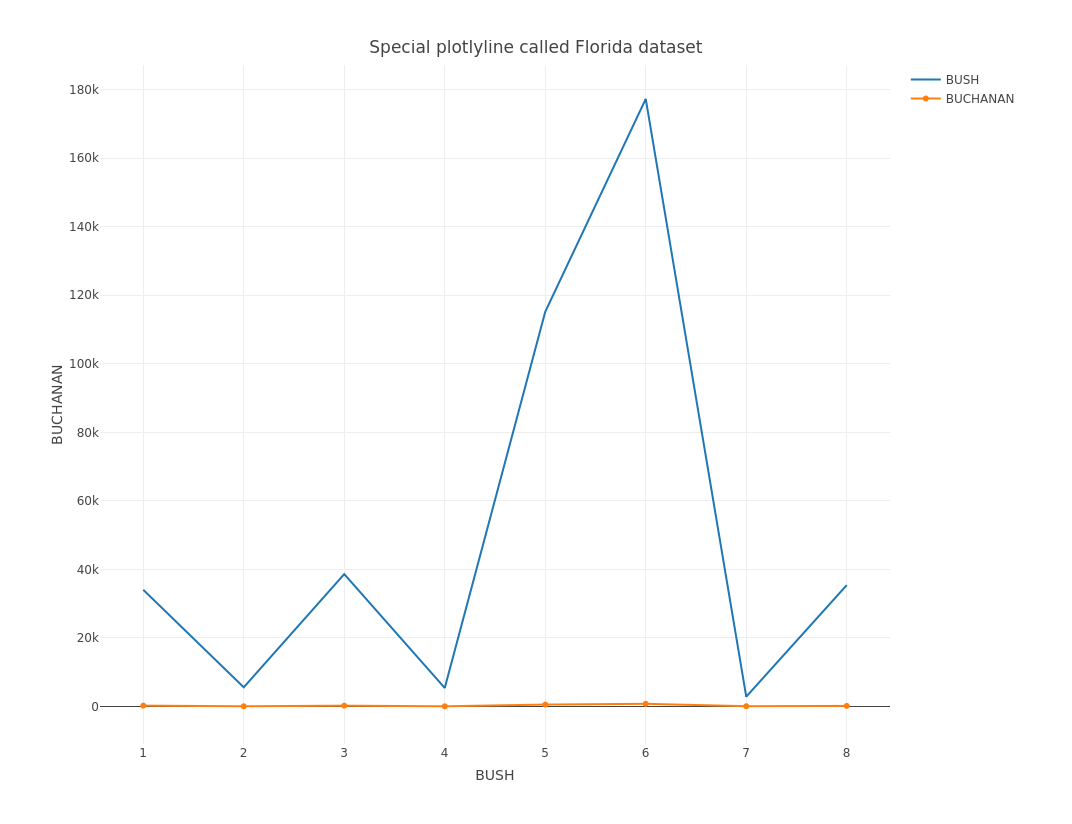 Special plotlyline called Florida dataset
BUSH
BUCHANAN
180k
160k
140k
120k
100k
80k
60k
40k
20k
0
BUCHANAN
1 2 3 4 5 6 7 8
BUSH